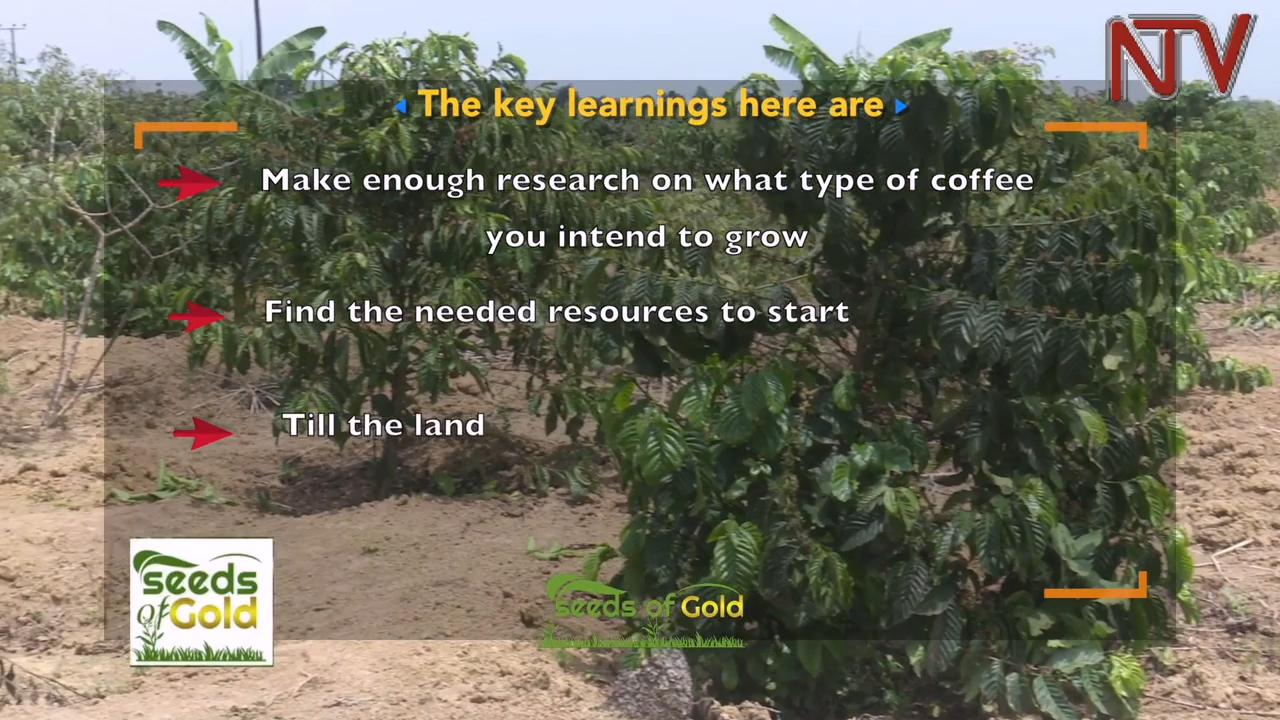 NTV
The key learnings here are
Make enough research on what type of coffee
you intend to grow
Find the needed resources to start
Till the land
seeds
of Gold
seeds of Gold